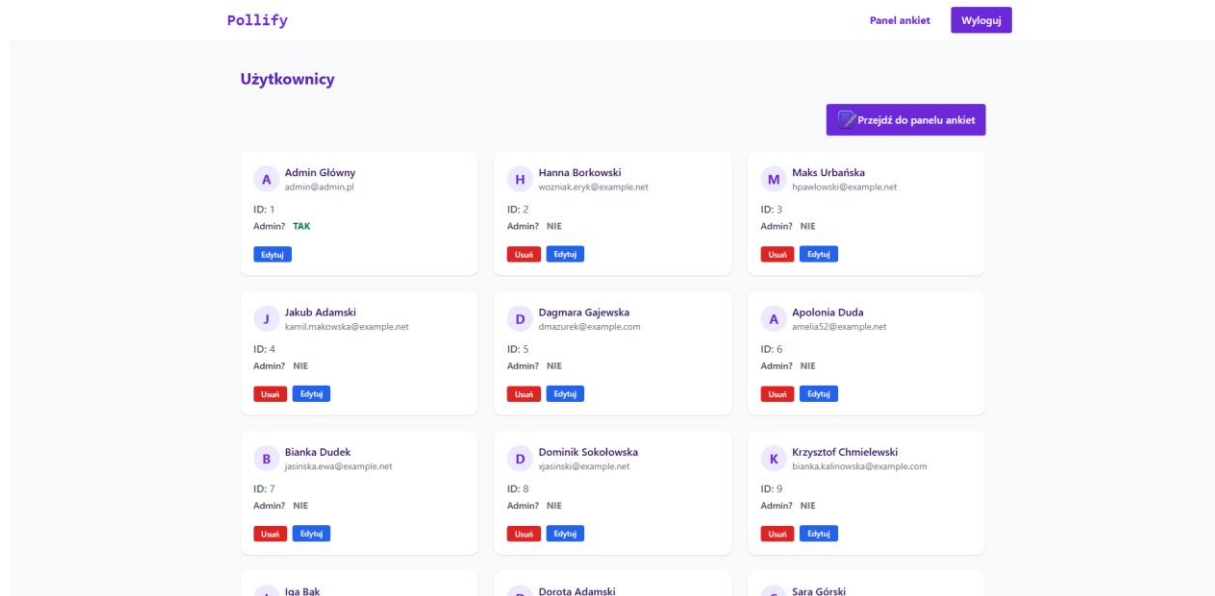 Pollify
Panel ankiet
Wyloguj
Użytkownicy
Przejdź do panelu ankiet
A
Admin Główny
admin@admin.pl
ID: 1
Admin? TAK
Edytuj
H
Hanna Borkowski
wozniak.eryk@example.net
ID: 2
Admin? NIE
Usuń Edytuj
M
Maks Urbańska
hpawlowski@example.net
ID: 3
Admin? NIE
Usuń Edytuj
J
Jakub Adamski
kamil.makowska@example.net
ID: 4
Admin? NIE
Usuń Edytuj
D
Dagmara Gajewska
dmazurek@example.com
ID: 5
Admin? NIE
Usuń Edytuj
A
Apolonia Duda
amelia52@example.net
ID: 6
Admin? NIE
Usuń Edytuj
B
Bianka Dudek
jasinska.ewa@example.net
ID: 7
Admin? NIE
Usuń Edytuj
D
Dominik Sokołowska
xjasinski@example.net
ID: 8
Admin? NIE
Usuń Edytuj
K
Krzysztof Chmielewski
bianka.kalinowska@example.com
ID: 9
Admin? NIE
Usuń Edytuj
Iga Bąk
Dorota Adamski
Sara Górski